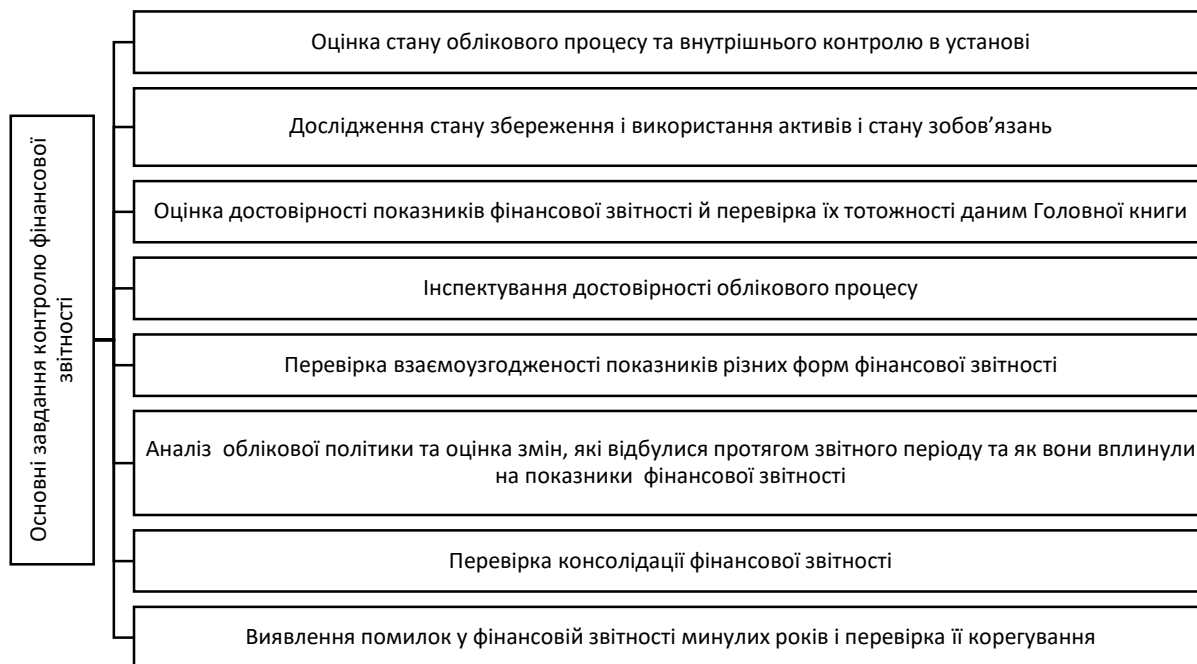 Основні завдання контролю фінансової
звітності
Оцінка стану облікового процесу та внутрішнього контролю в установі
Дослідження стану збереження і використання активів і стану зобов’язань
Оцінка достовірності показників фінансової звітності й перевірка їх тотожності даним Головної книги
Інспектування достовірності облікового процесу
Перевірка взаємоузгодженості показників різних форм фінансової звітності
Аналіз облікової політики та оцінка змін, які відбулися протягом звітного періоду та як вони вплинули
на показники фінансової звітності
Перевірка консолідації фінансової звітності
Виявлення помилок у фінансовій звітності минулих років і перевірка її корегування